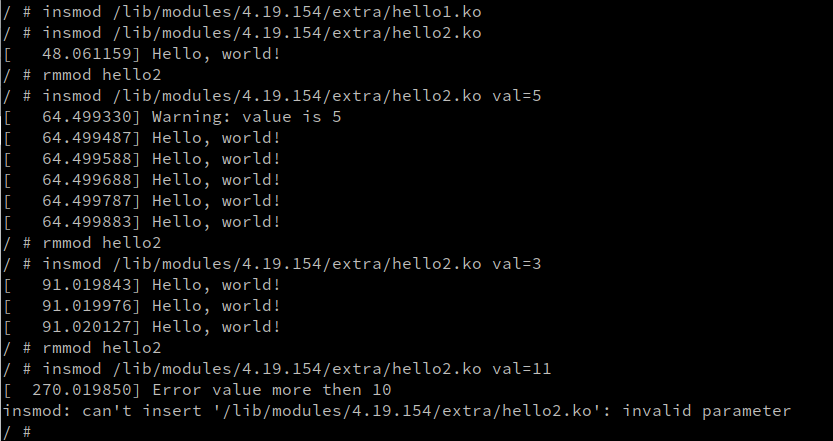 / # insmod /lib/modules/4.19.154/extra/hello1.ko
/ # insmod /lib/modules/4.19.154/extra/hello2.ko
[   48.061159] Hello, world!
/ # rmmod hello2
/ # insmod /lib/modules/4.19.154/extra/hello2.ko val=5
[   64.499330] Warning: value is 5
[   64.499487] Hello, world!
[   64.499588] Hello, world!
[   64.499688] Hello, world!
[   64.499787] Hello, world!
[   64.499883] Hello, world!
/ # rmmod hello2
/ # insmod /lib/modules/4.19.154/extra/hello2.ko val=3
[   91.019843] Hello, world!
[   91.019976] Hello, world!
[   91.020127] Hello, world!
/ # rmmod hello2
/ # insmod /lib/modules/4.19.154/extra/hello2.ko val=11
[  270.019850] Error value more then 10
insmod: can't insert '/lib/modules/4.19.154/extra/hello2.ko': invalid parameter
/ #